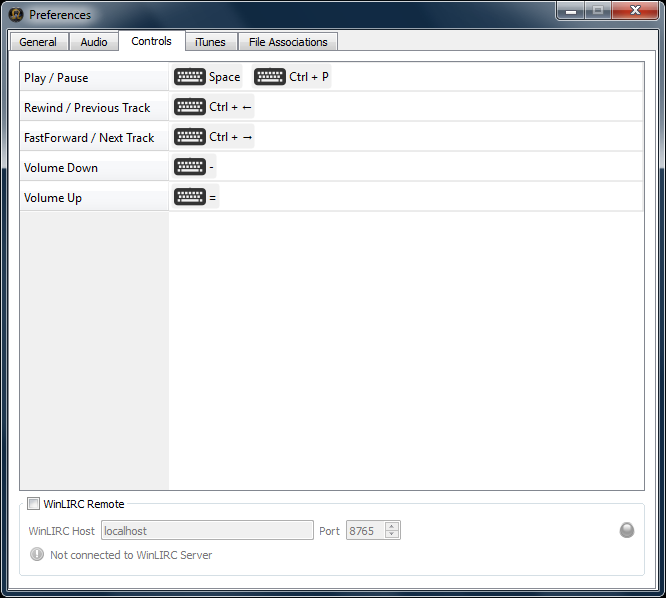 Preferences
General Audio Controls iTunes File Associations
Play / Pause Space Ctrl + P
Rewind / Previous Track Ctrl + ←
FastForward / Next Track Ctrl + →
Volume Down -
Volume Up =
WinLIRC Remote
WinLIRC Host localhost Port 8765
Not connected to WinLIRC Server